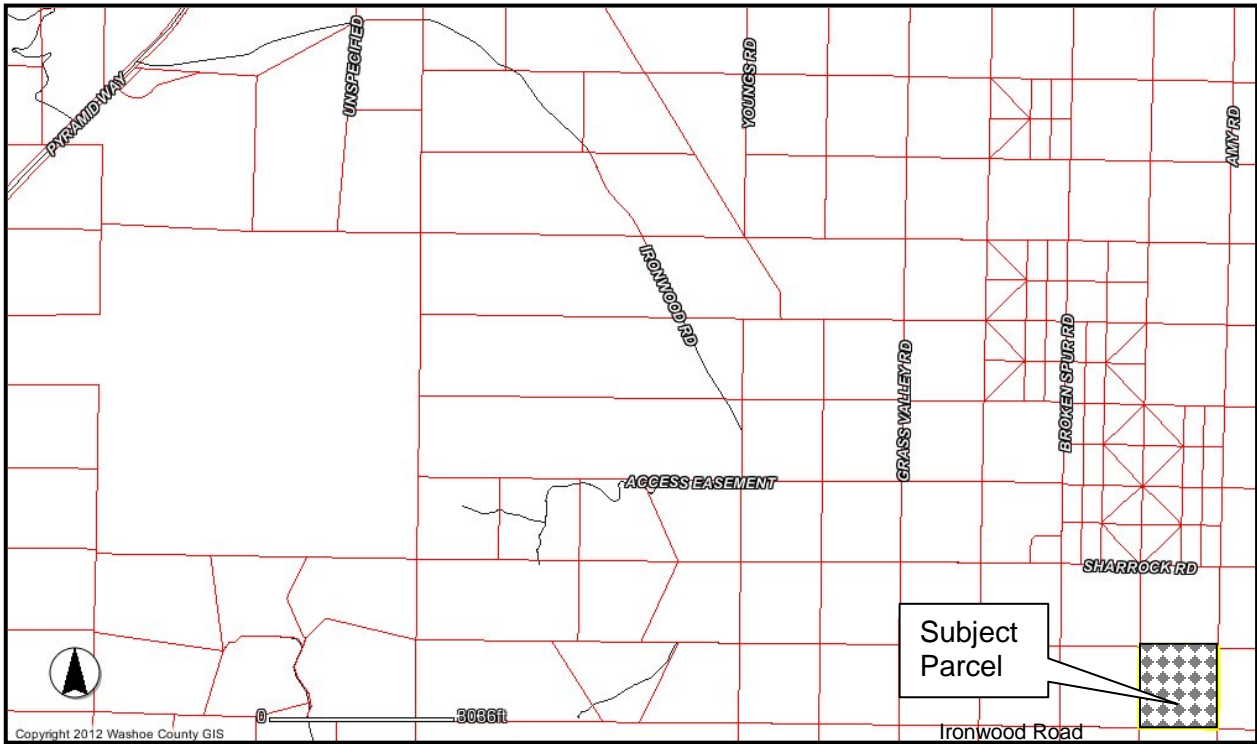 UNSPECIFIED
YOUNGS RD
PYRAMID WAY
AMY RD
IRONWOOD RD
GRASS VALLEY RD
BROKEN SPUR RD
ACCESS EASEMENT
SHARROCK RD
Subject
Parcel
0 3086ft
Ironwood Road
Copyright 2012 Washoe County GIS